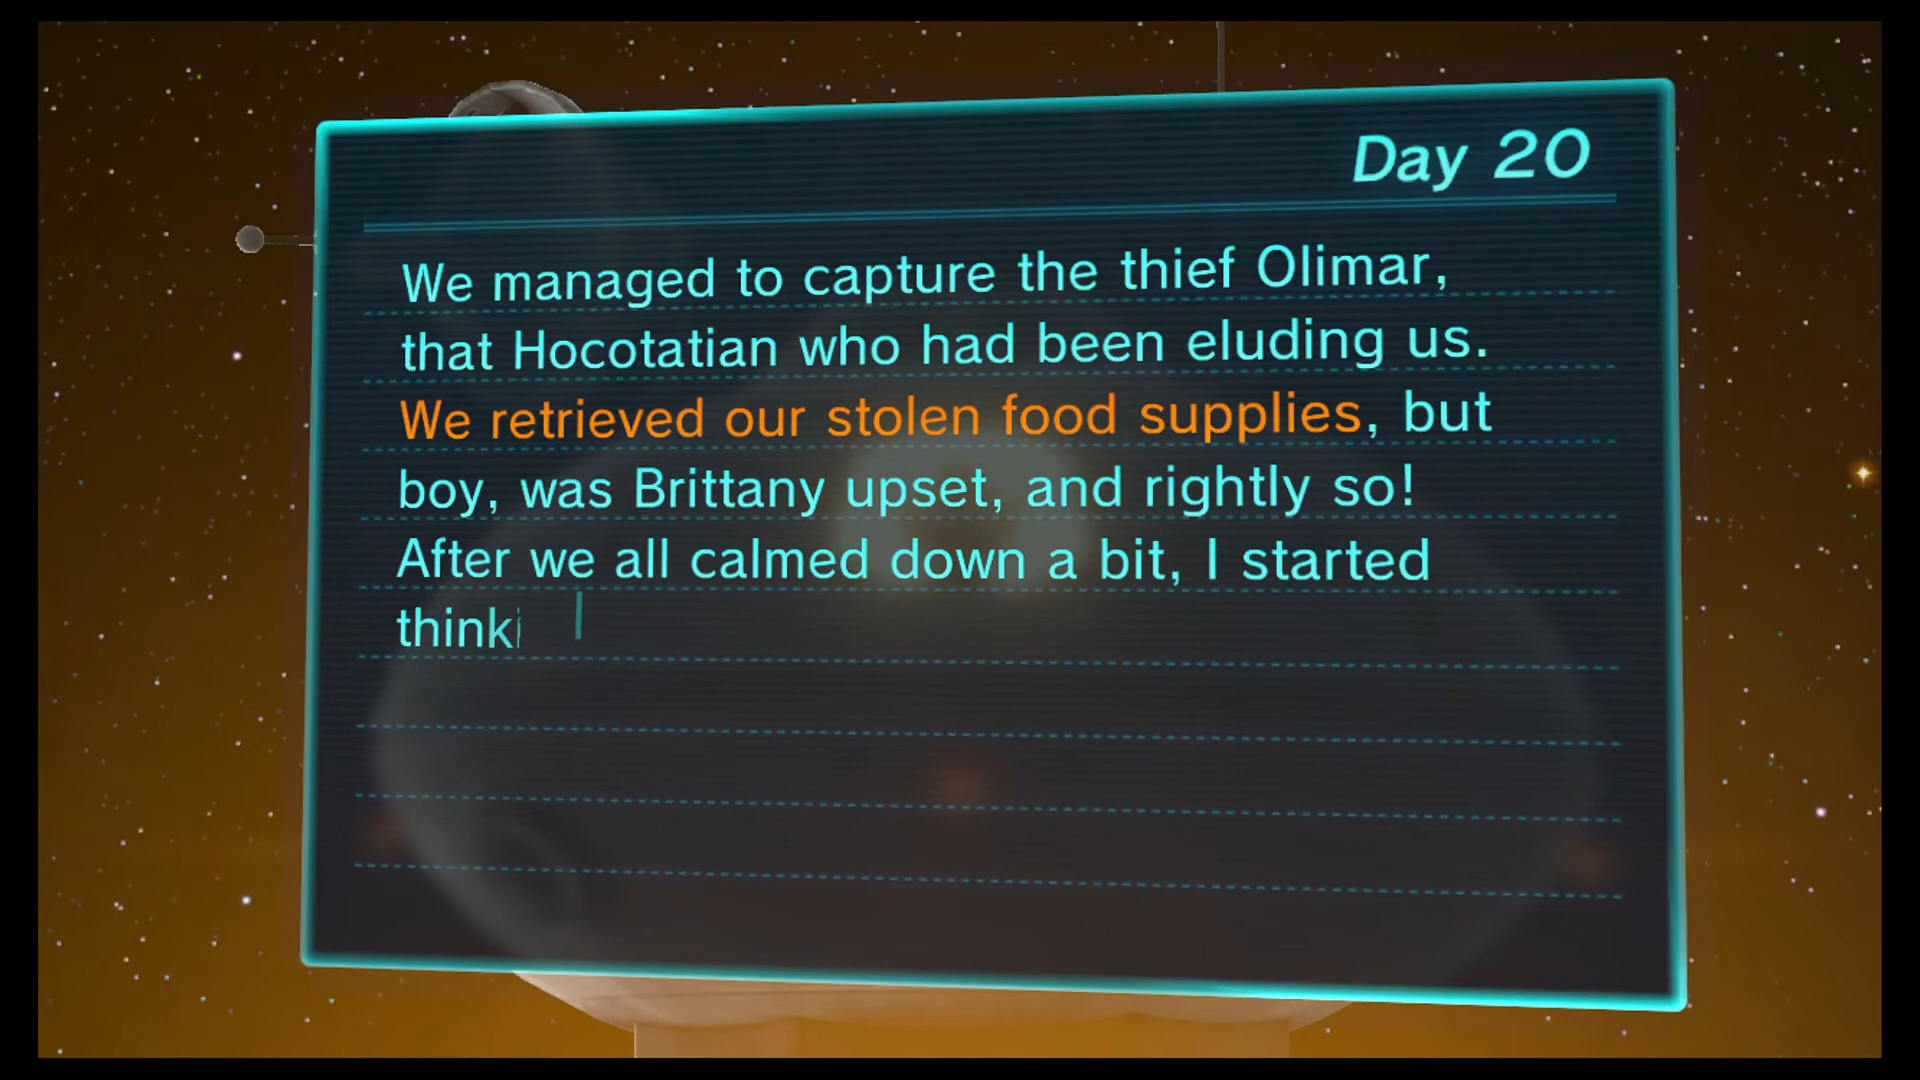 Day 20
We managed to capture the thief Olimar,
that Hocotatian who had been eluding us.
We retrieved our stolen food supplies, but
boy, was Brittany upset, and rightly so!
After we all calmed down a bit, I started
thinki